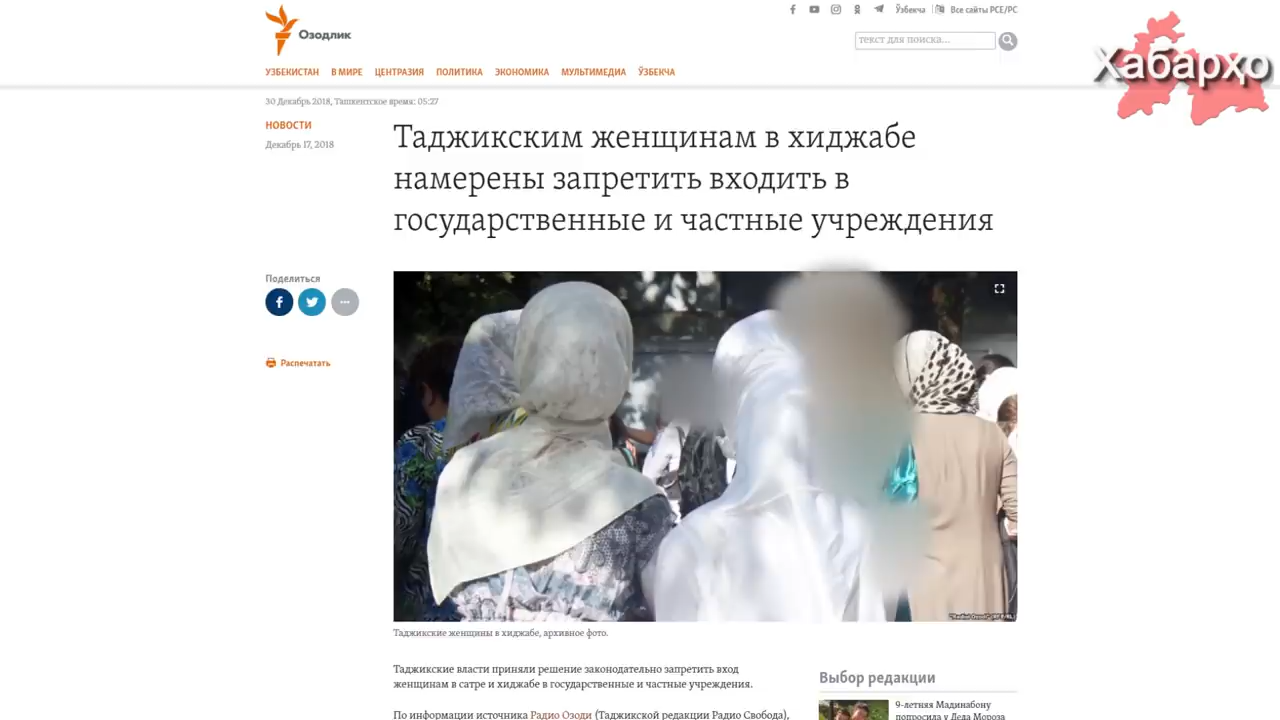 Озодлик
Ўзбекча
Все сайты РСЕ/РС
текст для поиска...
Хабарҳо
УЗБЕКИСТАН В МИРЕ ЦЕНТРАЗИЯ ПОЛИТИКА ЭКОНОМИКА МУЛЬТИМЕДИА ЎЗБЕКЧА
30 Декабрь 2018, Ташкентское время: 05:27
НОВОСТИ
Декабрь 17, 2018
Таджикским женщинам в хиджабе
намерены запретить входить в
государственные и частные учреждения
Поделиться
Распечатать
Таджикские женщины в хиджабе, архивное фото.
Таджикские власти приняли решение законодательно запретить вход
женщинам в сатре и хиджабе в государственные и частные учреждения.
По информации источника Радио Озоди (Таджикской редакции Радио Свобода),
Выбор редакции
9-летняя Мадинабону
попросила у Деда Мороза